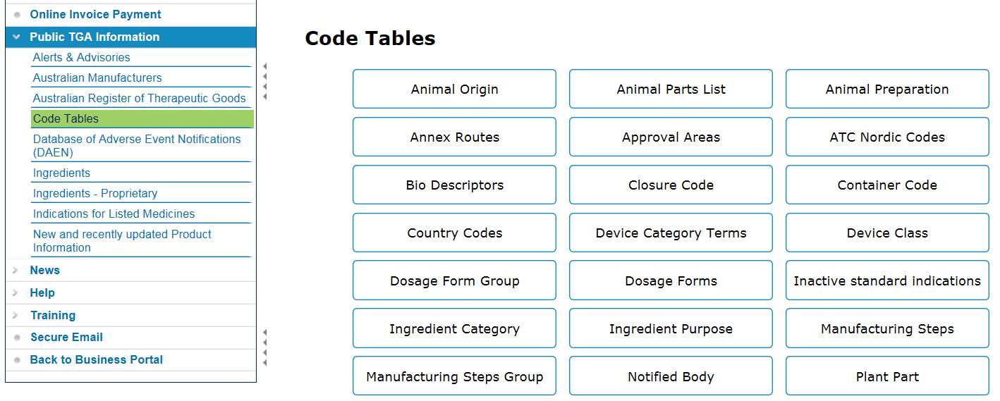 Online Invoice Payment
Public TGA Information
Alerts & Advisories
Australian Manufacturers
Australian Register of Therapeutic Goods
Code Tables
Database of Adverse Event Notifications
(DAEN)
Ingredients
Ingredients - Proprietary
Indications for Listed Medicines
New and recently updated Product
Information
News
Help
Training
Secure Email
Back to Business Portal
Code Tables
Animal Origin
Animal Parts List
Animal Preparation
Annex Routes
Approval Areas
ATC Nordic Codes
Bio Descriptors
Closure Code
Container Code
Country Codes
Device Category Terms
Device Class
Dosage Form Group
Dosage Forms
Inactive standard indications
Ingredient Category
Ingredient Purpose
Manufacturing Steps
Manufacturing Steps Group
Notified Body
Plant Part